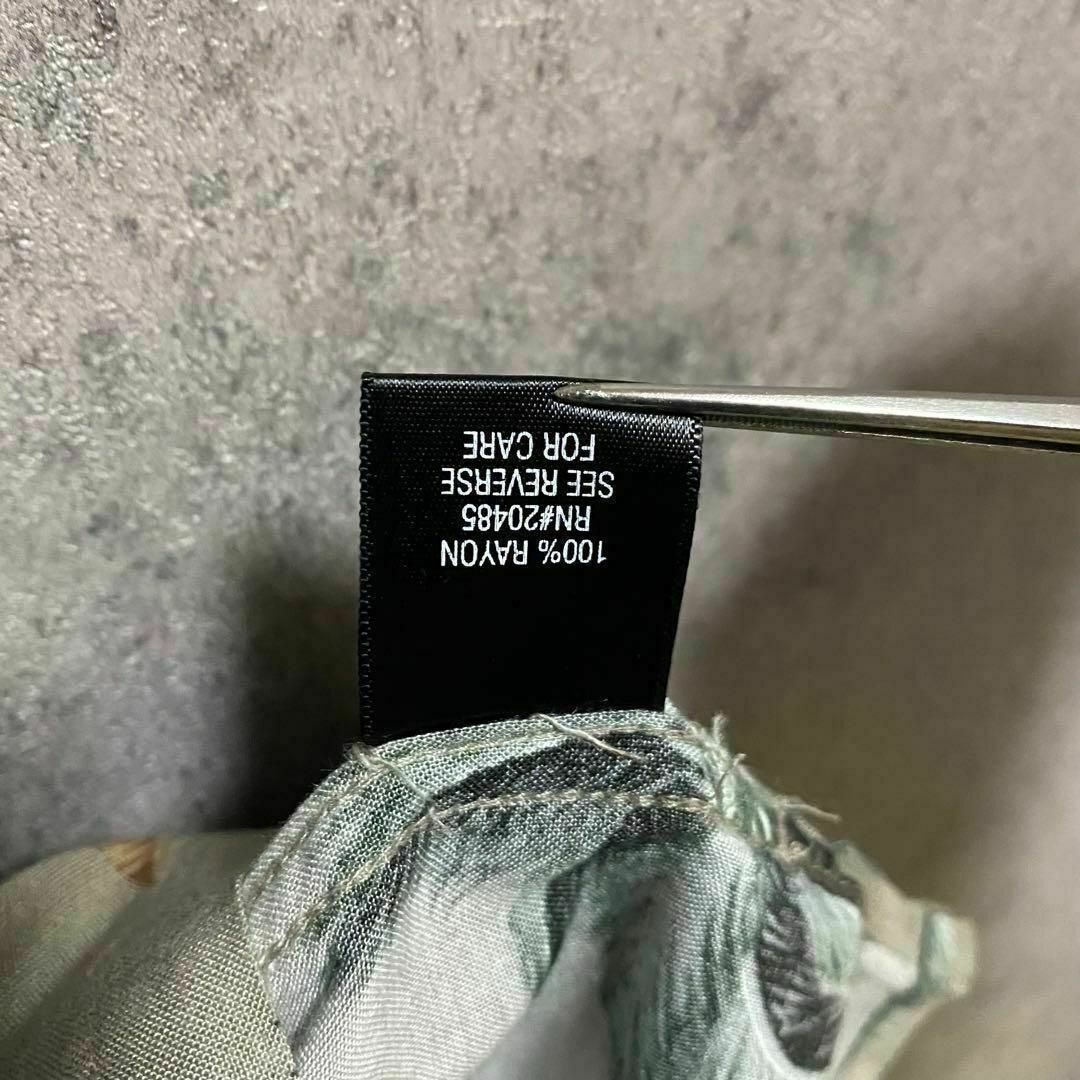 100% RAYON
RN#20485
SEE REVERSE
FOR CARE